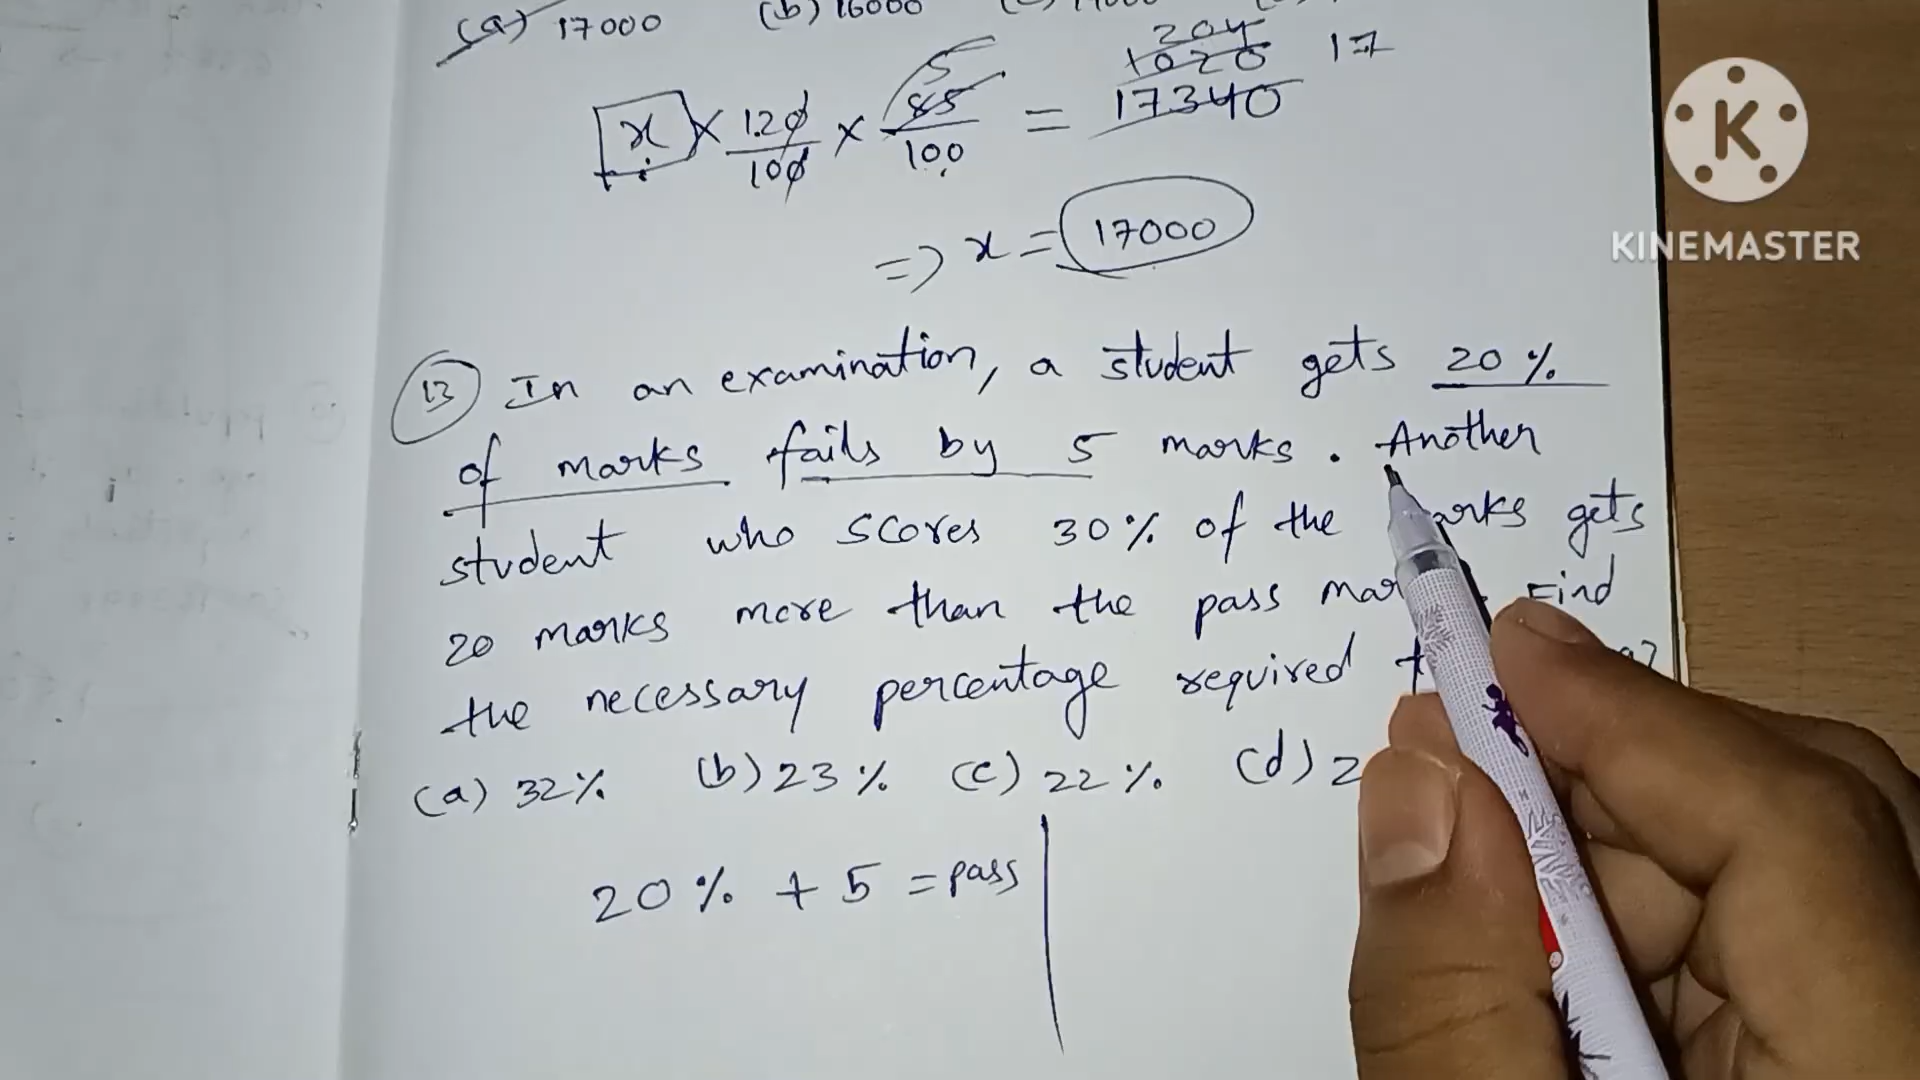 (a) 17000 (b) 16000
204
1020 17
x × 120/100 × 85/100 = 17340
5
=> x = 17000
K
KINEMASTER
13 In an examination, a student gets 20%
of marks fails by 5 marks. Another
student who scores 30% of the marks gets
20 marks more than the pass Find
the necessary percentage required
(a) 32% (b) 23% (c) 22% (d) 2
20% + 5 = pass